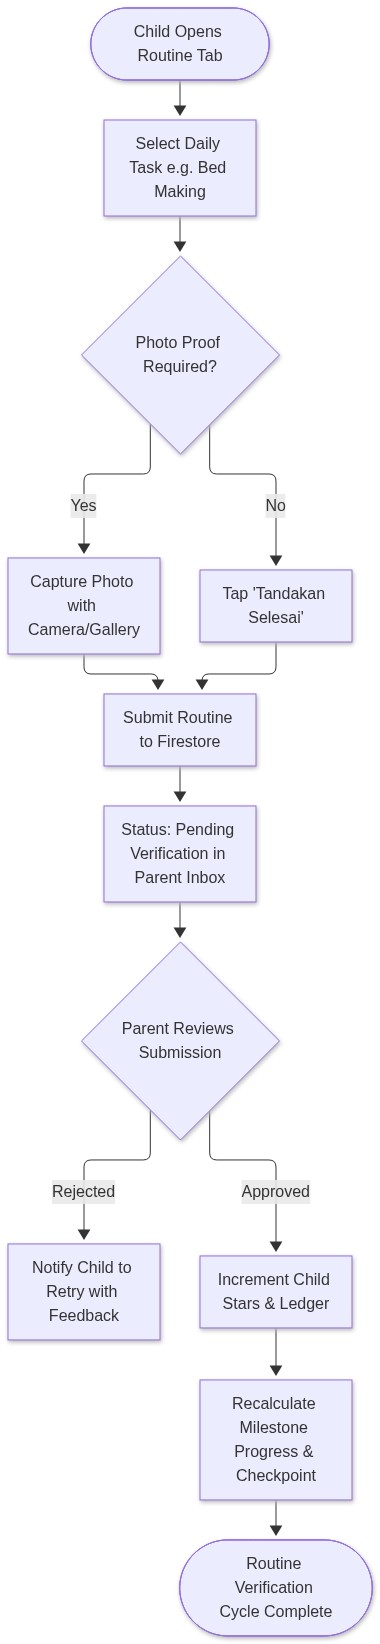 Child Opens
Routine Tab
Select Daily
Task e.g. Bed
Making
Photo Proof
Required?
Yes
No
Capture Photo
with
Camera/Gallery
Tap 'Tandakan
Selesai'
Submit Routine
to Firestore
Status: Pending
Verification in
Parent Inbox
Parent Reviews
Submission
Rejected
Approved
Notify Child to
Retry with
Feedback
Increment Child
Stars & Ledger
Recalculate
Milestone
Progress &
Checkpoint
Routine
Verification
Cycle Complete